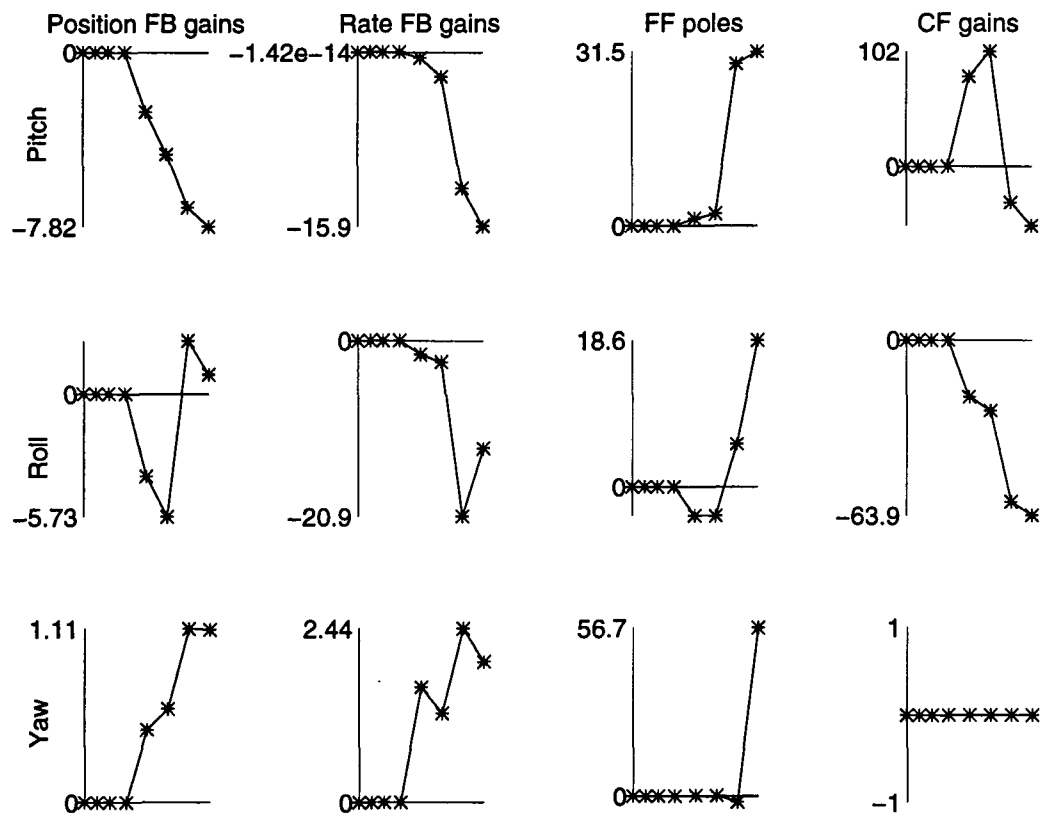 Position FB gains Rate FB gains FF poles CF gains
0 −1.42e−14 31.5 102
Pitch
0
−7.82 −15.9 0
0 18.6 0
0
Roll
0
−5.73 −20.9 −63.9
1.11 2.44 56.7 1
Yaw
0 0 0 −1